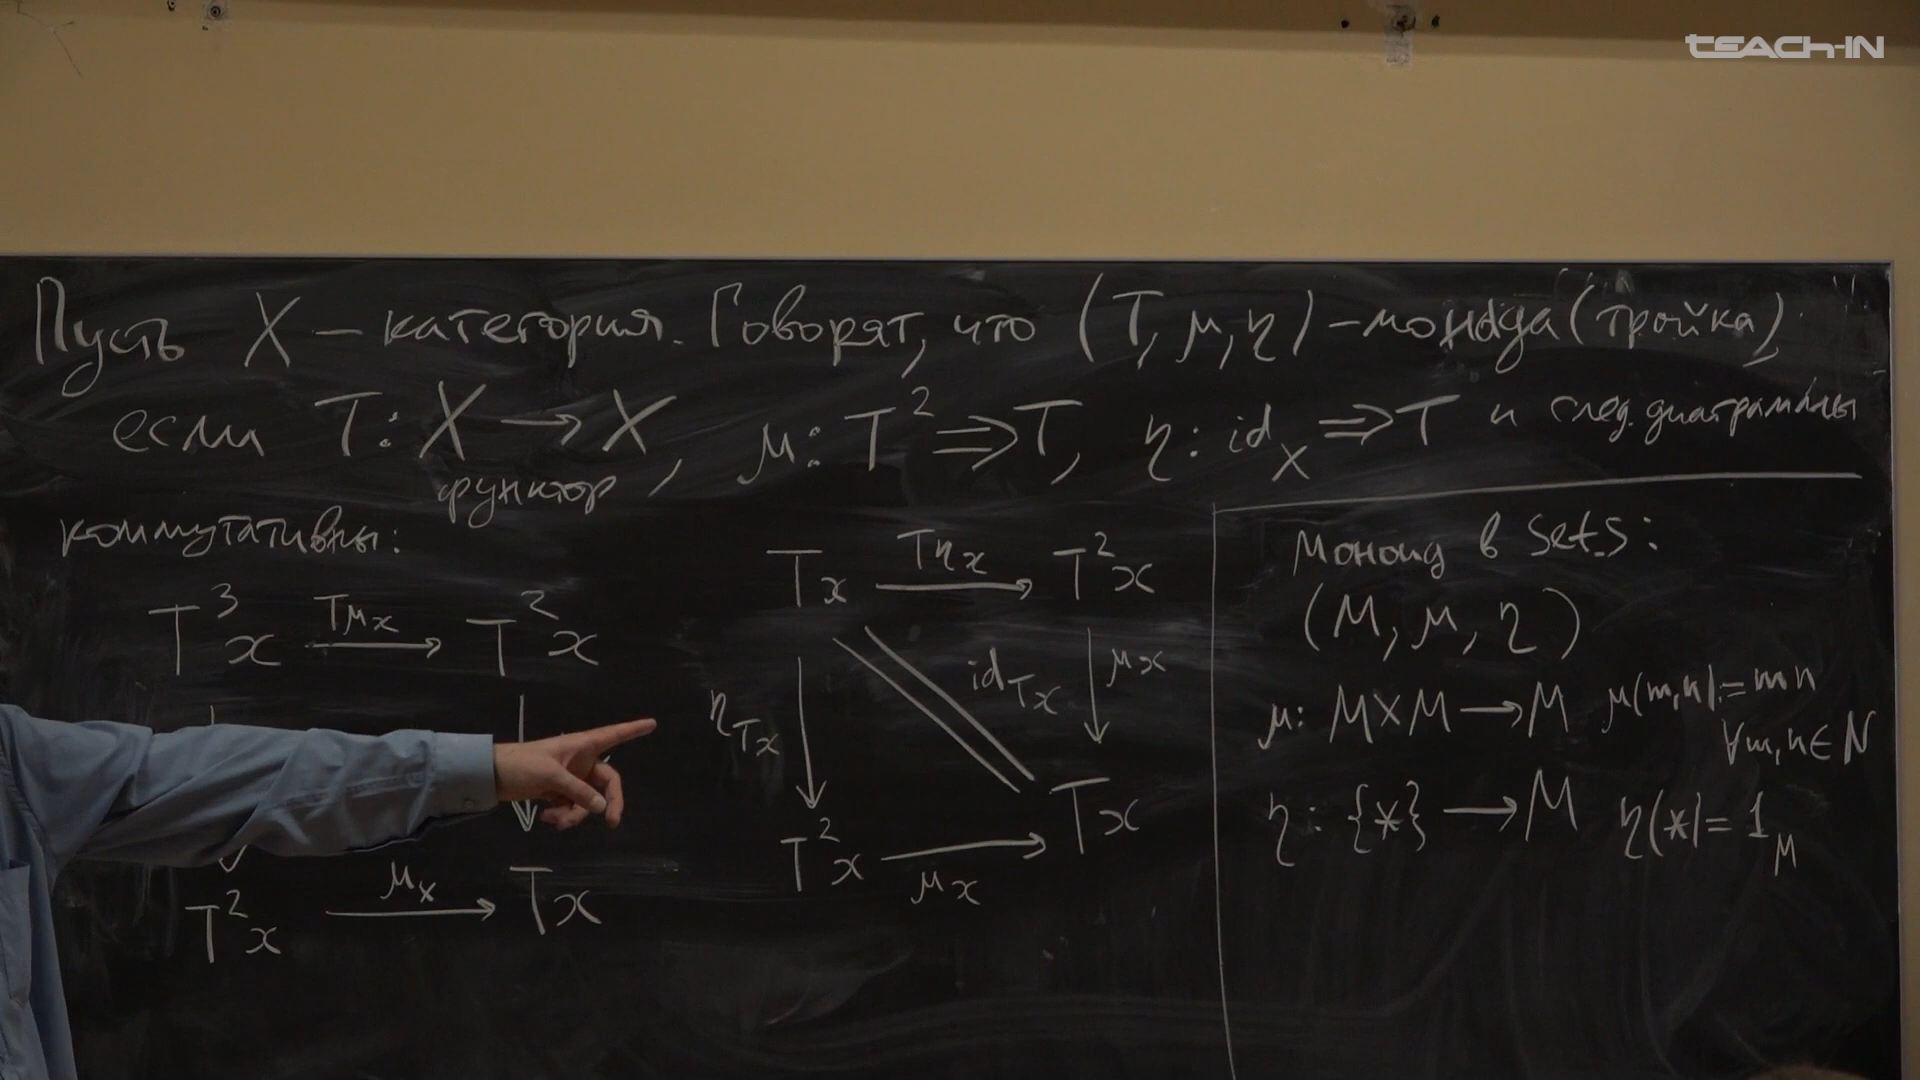 teach-in
Пусть X – категория. Говорят, что (T, μ, η) – монада (тройка),
если T: X → X, μ: T² ⇒ T, η: id_X ⇒ T и след. диаграммы
функтор
коммутативны:
T³x Tμ_x → T²x
T²x μ_x → Tx
Tx Tη_x → T²x
η_Tx id_Tx μ_x
T²x μ_x → Tx
Моноид в Sets:
(M, μ, η)
μ: M×M → M μ(m,n):=mn
∀m,n∈N
η: {*} → M η(*)=1_M